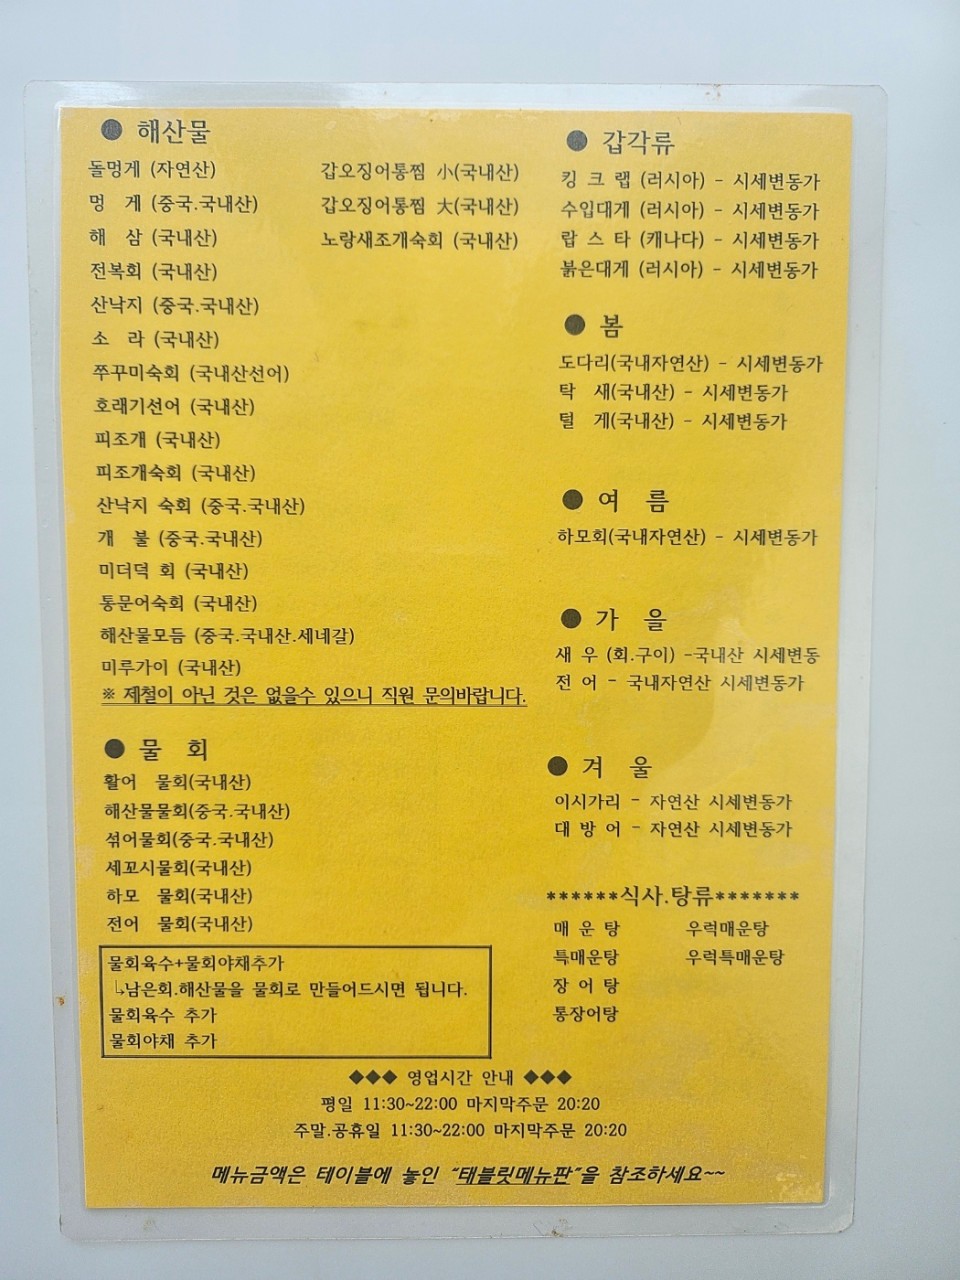 ● 해산물
돌멍게 (자연산)
멍 게 (중국.국내산)
해 삼 (국내산)
전복회 (국내산)
산낙지 (중국.국내산)
소 라 (국내산)
쭈꾸미숙회 (국내산선어)
호래기선어 (국내산)
피조개 (국내산)
피조개숙회 (국내산)
산낙지 숙회 (중국.국내산)
개 불 (중국.국내산)
미더덕 회 (국내산)
통문어숙회 (국내산)
해산물모듬 (중국.국내산.세네갈)
미루가이 (국내산)
※ 제철이 아닌 것은 없을수 있으니 직원 문의바랍니다.
갑오징어통찜 小(국내산)
갑오징어통찜 大(국내산)
노랑새조개숙회 (국내산)
● 물 회
활어 물회(국내산)
해산물물회(중국.국내산)
섞어물회(중국.국내산)
세꼬시물회(국내산)
하모 물회(국내산)
전어 물회(국내산)
물회육수+물회야채추가
↳남은회.해산물을 물회로 만들어드시면 됩니다.
물회육수 추가
물회야채 추가
● 갑각류
킹 크 랩 (러시아) - 시세변동가
수입대게 (러시아) - 시세변동가
랍 스 타 (캐나다) - 시세변동가
붉은대게 (러시아) - 시세변동가
● 봄
도다리(국내자연산) - 시세변동가
탁 새(국내산) - 시세변동가
털 게(국내산) - 시세변동가
● 여 름
하모회(국내자연산) - 시세변동가
● 가 을
새 우 (회.구이) -국내산 시세변동
전 어 - 국내자연산 시세변동가
● 겨 울
이시가리 - 자연산 시세변동가
대 방 어 - 자연산 시세변동가
******식사.탕류*******
매 운 탕 우럭매운탕
특매운탕 우럭특매운탕
장 어 탕
통장어탕
◆◆◆ 영업시간 안내 ◆◆◆
평일 11:30~22:00 마지막주문 20:20
주말.공휴일 11:30~22:00 마지막주문 20:20
메뉴금액은 테이블에 놓인 “태블릿메뉴판”을 참조하세요~~